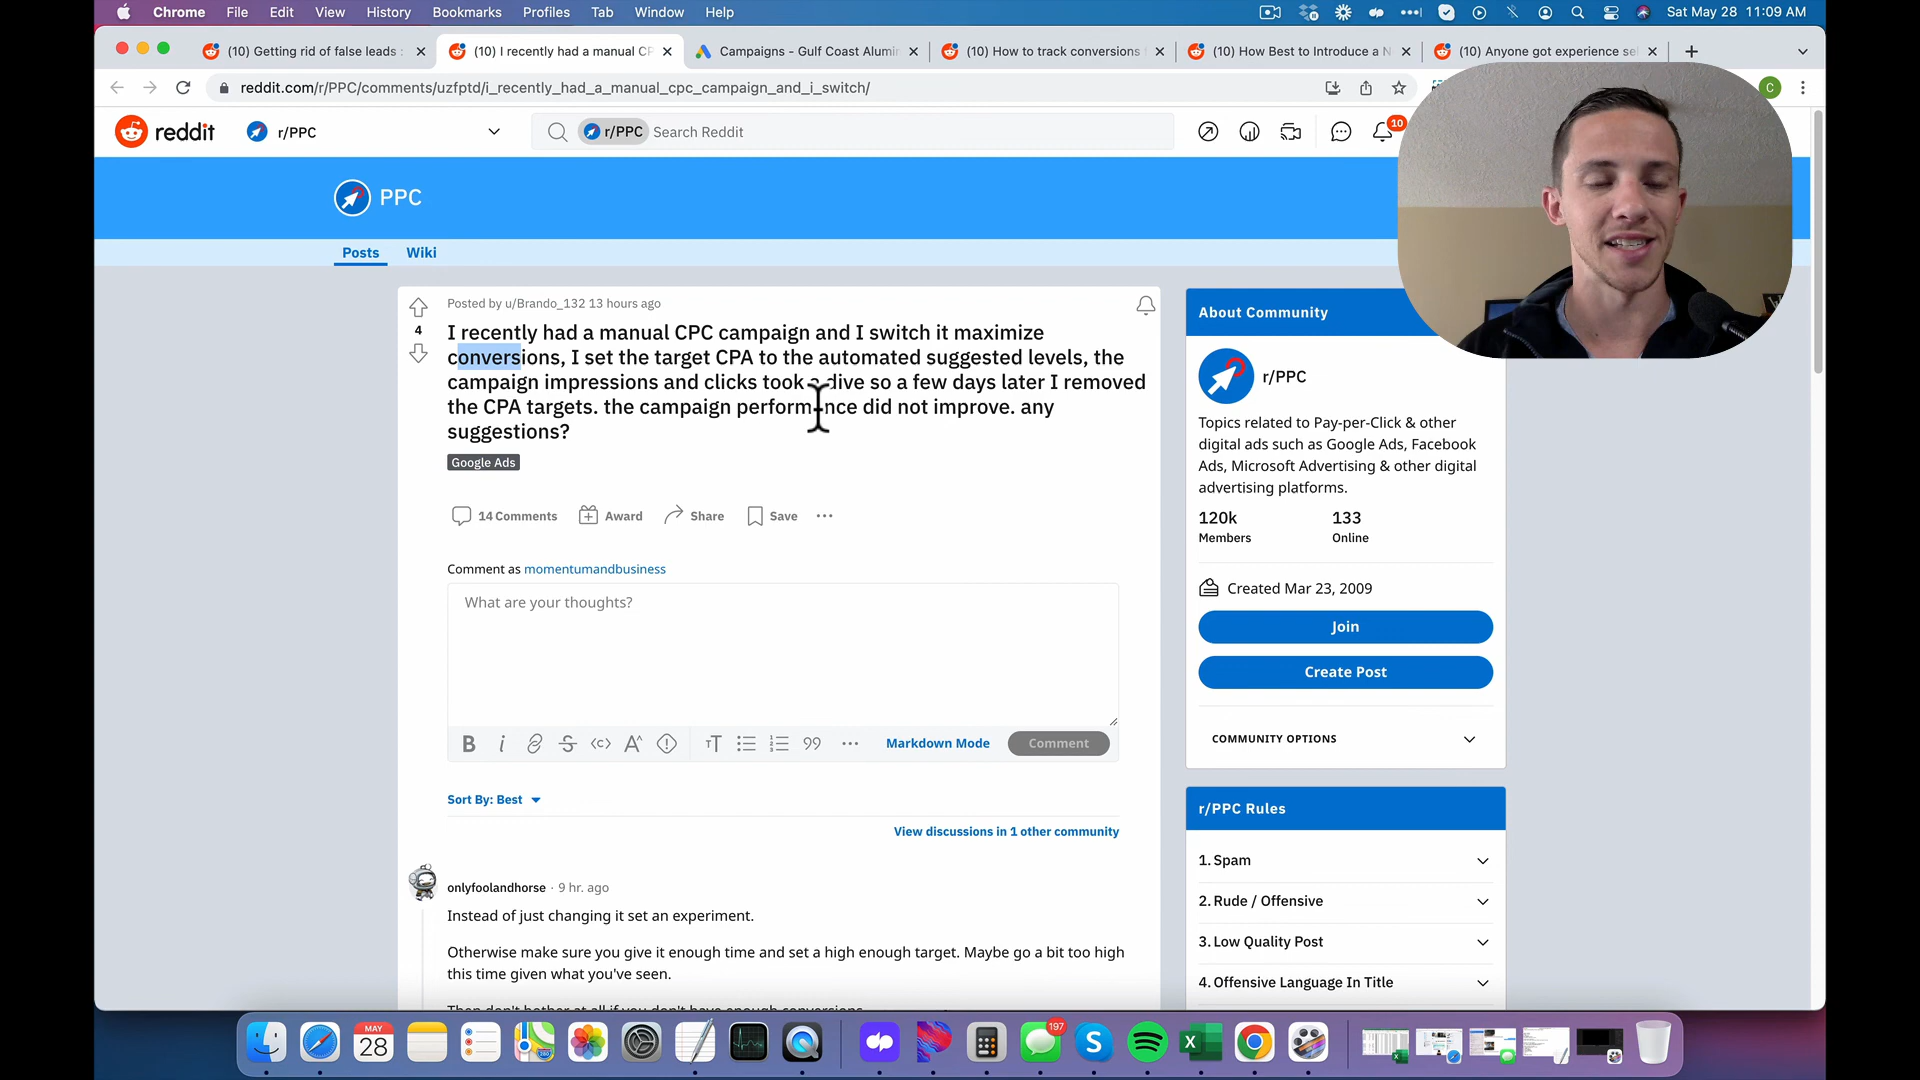 Chrome File Edit View History Bookmarks Profiles Tab Window Help Sat May 28 11:09 AM
(10) Getting rid of false leads (10) I recently had a manual CP Campaigns - Gulf Coast Alumin (10) How to track conversions (10) How Best to Introduce a N (10) Anyone got experience se
reddit.com/r/PPC/comments/uzfptd/i_recently_had_a_manual_cpc_campaign_and_i_switch/ C
reddit r/PPC r/PPC Search Reddit 10
PPC
Posts Wiki
Posted by u/Brando_132 13 hours ago
4
I recently had a manual CPC campaign and I switch it maximize
conversions, I set the target CPA to the automated suggested levels, the
campaign impressions and clicks took a dive so a few days later I removed
the CPA targets. the campaign performance did not improve. any
suggestions?
Google Ads
14 Comments Award Share Save
Comment as momentumandbusiness
What are your thoughts?
Markdown Mode Comment
Sort By: Best
View discussions in 1 other community
onlyfoolandhorse · 9 hr. ago
Instead of just changing it set an experiment.
Otherwise make sure you give it enough time and set a high enough target. Maybe go a bit too high
this time given what you've seen.
Then don't bother at all if you don't have enough conversions
About Community
r/PPC
Topics related to Pay-per-Click & other
digital ads such as Google Ads, Facebook
Ads, Microsoft Advertising & other digital
advertising platforms.
120k 133
Members Online
Created Mar 23, 2009
Join
Create Post
COMMUNITY OPTIONS
r/PPC Rules
1. Spam
2. Rude / Offensive
3. Low Quality Post
4. Offensive Language In Title
MAY
28
197